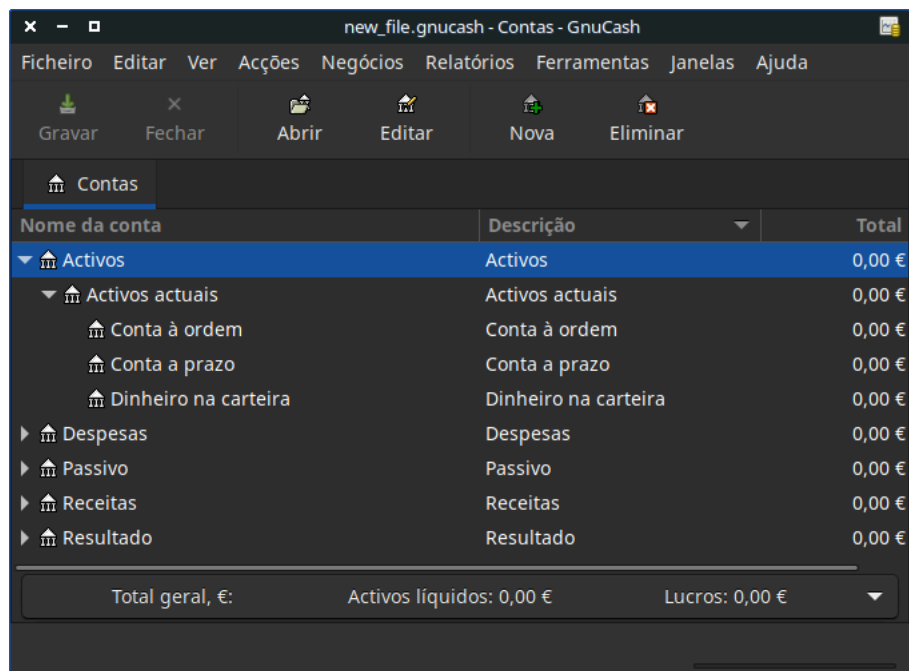 new_file.gnucash - Contas - GnuCash
Ficheiro Editar Ver Acções Negócios Relatórios Ferramentas Janelas Ajuda
Gravar Fechar Abrir Editar Nova Eliminar
Contas
Nome da conta Descrição Total
Activos Activos 0,00 €
Activos actuais Activos actuais 0,00 €
Conta à ordem Conta à ordem 0,00 €
Conta a prazo Conta a prazo 0,00 €
Dinheiro na carteira Dinheiro na carteira 0,00 €
Despesas Despesas 0,00 €
Passivo Passivo 0,00 €
Receitas Receitas 0,00 €
Resultado Resultado 0,00 €
Total geral, €: Activos líquidos: 0,00 € Lucros: 0,00 €